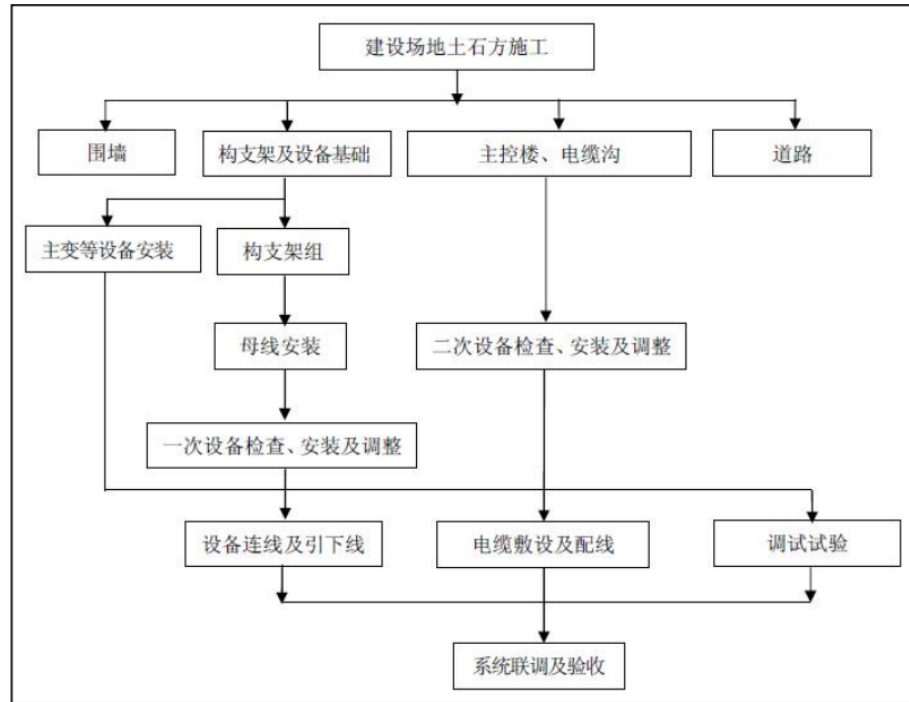 建设场地土石方施工
围墙
构支架及设备基础
主控楼、电缆沟
道路
主变等设备安装
构支架组
母线安装
二次设备检查、安装及调整
一次设备检查、安装及调整
设备连线及引下线
电缆敷设及配线
调试试验
系统联调及验收